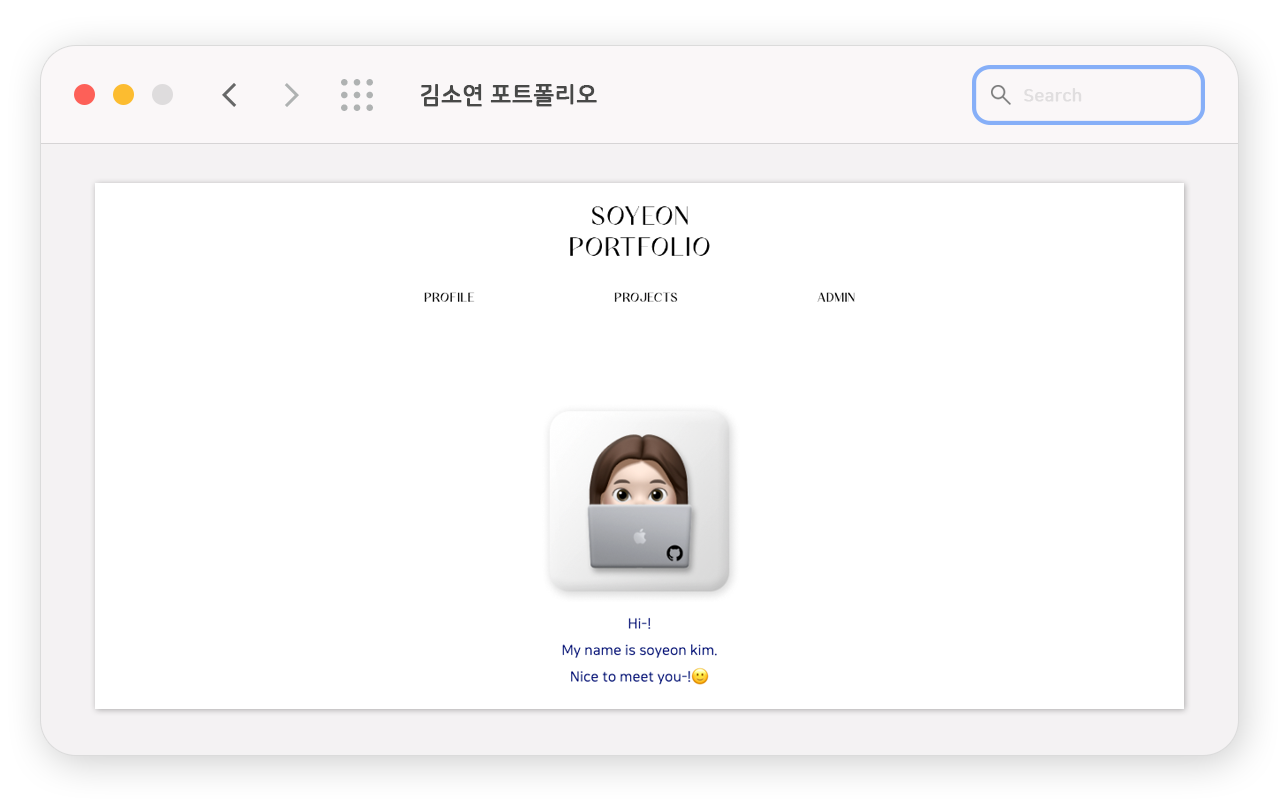 김소연 포트폴리오
Search
SOYEON
PORTFOLIO
PROFILE PROJECTS ADMIN
Hi-!
My name is soyeon kim.
Nice to meet you-!🙂